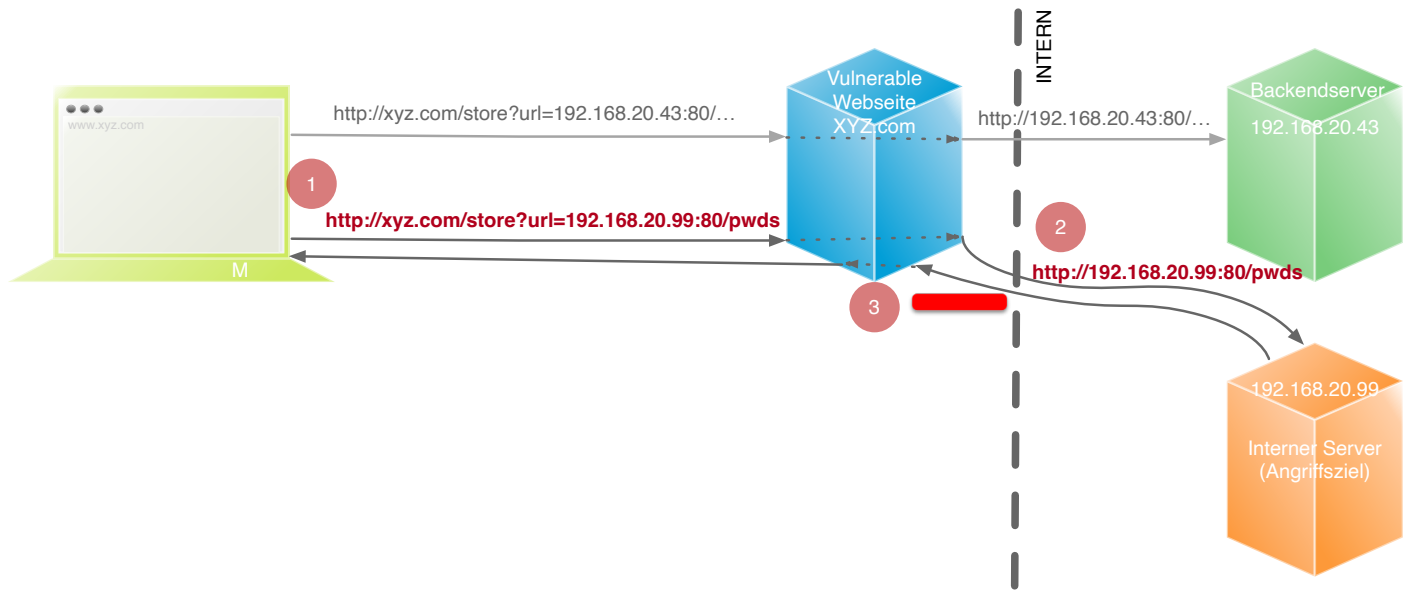 INTERN
Vulnerable
Webseite
XYZ.com
Backendserver
192.168.20.43
www.xyz.com
http://xyz.com/store?url=192.168.20.43:80/…
http://192.168.20.43:80/…
1
http://xyz.com/store?url=192.168.20.99:80/pwds
2
M
http://192.168.20.99:80/pwds
3
192.168.20.99
Interner Server
(Angriffsziel)